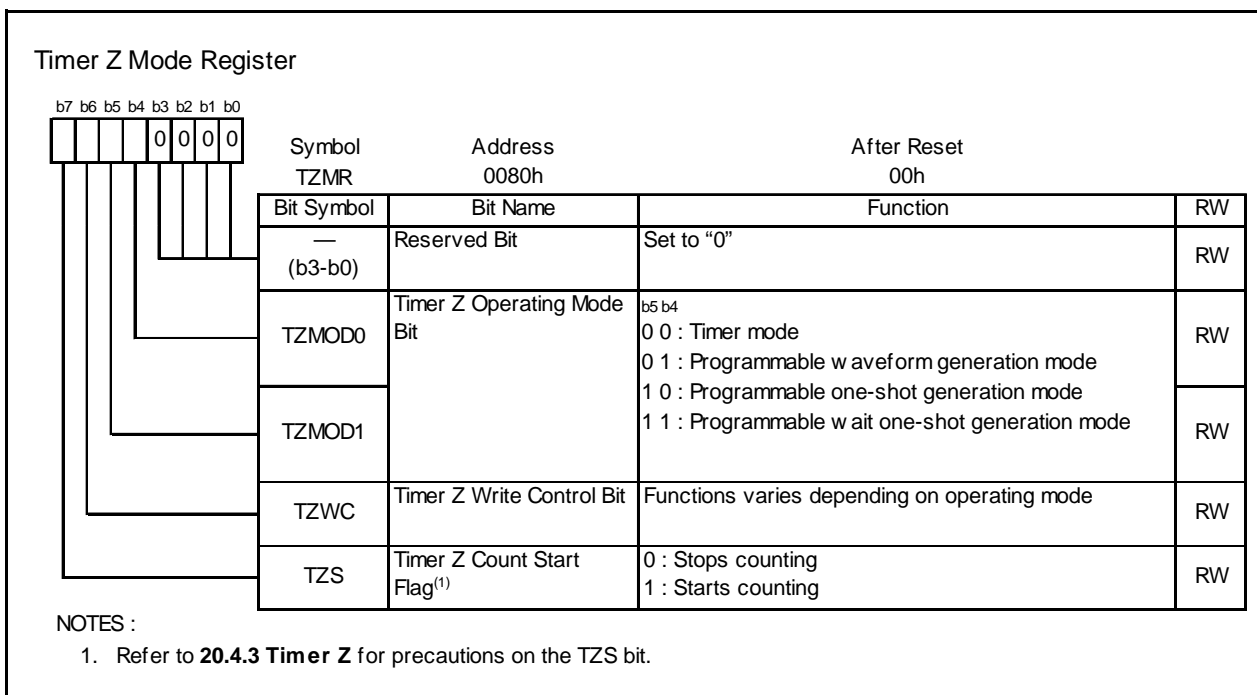 Timer Z Mode Register
b7 b6 b5 b4 b3 b2 b1 b0
0 0 0 0
Symbol Address After Reset
TZMR 0080h 00h
Bit Symbol Bit Name Function RW
— Reserved Bit Set to “0” RW
(b3-b0)
TZMOD0 Timer Z Operating Mode Bit RW
b5 b4
0 0 : Timer mode
0 1 : Programmable waveform generation mode
1 0 : Programmable one-shot generation mode
1 1 : Programmable wait one-shot generation mode
TZMOD1 RW
TZWC Timer Z Write Control Bit Functions varies depending on operating mode RW
TZS Timer Z Count Start Flag(1) 0 : Stops counting RW
1 : Starts counting
NOTES :
1. Refer to 20.4.3 Timer Z for precautions on the TZS bit.